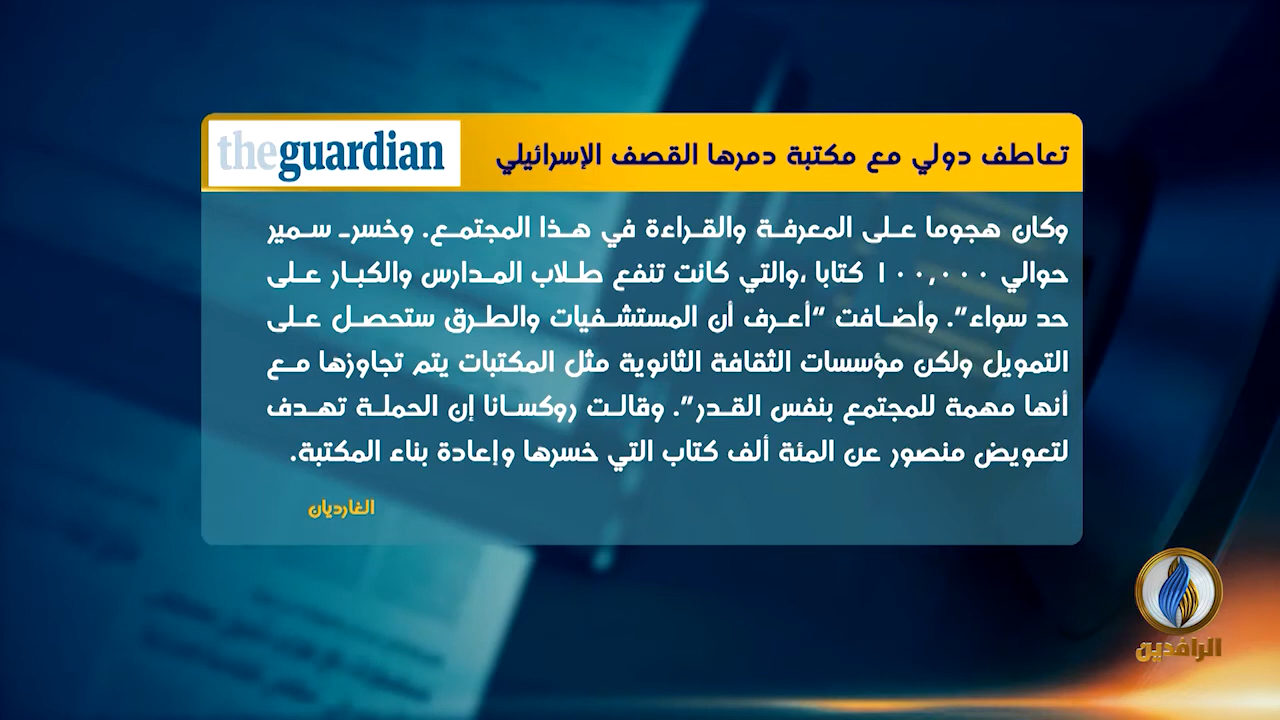 تعاطف دولي مع مكتبة دمرها القصف الإسرائيلي
theguardian
وكان هجوما على المعرفة والقراءة في هذا المجتمع. وخسر سمير
حوالي ١٠٠,٠٠٠ كتابا ،والتي كانت تنفع طلاب المدارس والكبار على
حد سواء”. وأضافت “أعرف أن المستشفيات والطرق ستحصل على
التمويل ولكن مؤسسات الثقافة الثانوية مثل المكتبات يتم تجاوزها مع
أنها مهمة للمجتمع بنفس القدر”. وقالت روكسانا إن الحملة تهدف
لتعويض منصور عن المئة ألف كتاب التي خسرها وإعادة بناء المكتبة.
الغارديان
الرافدين